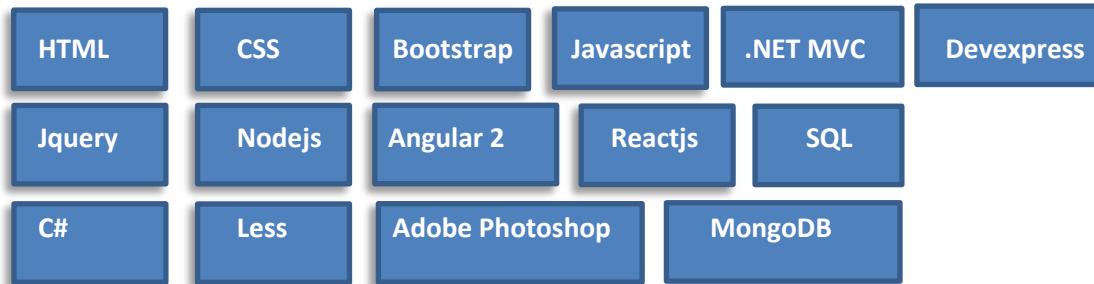 HTML CSS Bootstrap Javascript .NET MVC Devexpress
Jquery Nodejs Angular 2 Reactjs SQL
C# Less Adobe Photoshop MongoDB